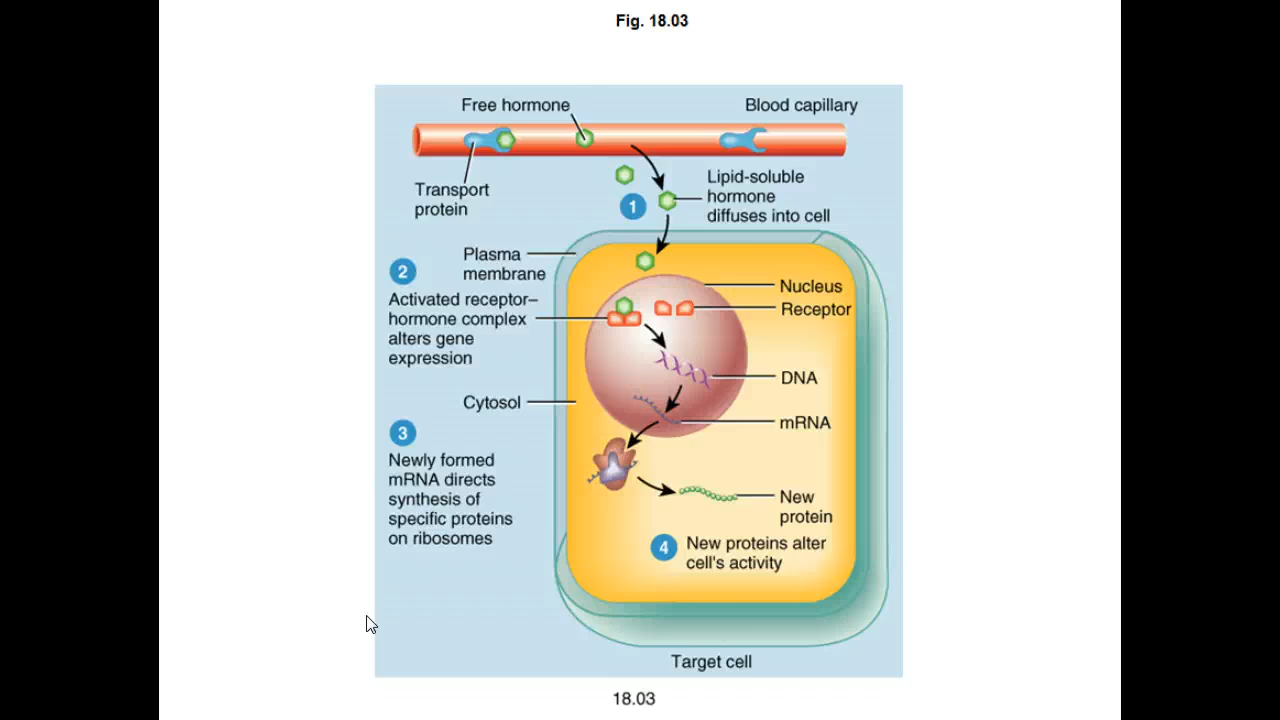 Fig. 18.03
Free hormone
Blood capillary
Transport
protein
1
Lipid-soluble
hormone
diffuses into cell
Plasma
membrane
2
Activated receptor–
hormone complex
alters gene
expression
Nucleus
Receptor
DNA
Cytosol
mRNA
3
Newly formed
mRNA directs
synthesis of
specific proteins
on ribosomes
New
protein
4
New proteins alter
cell's activity
Target cell
18.03